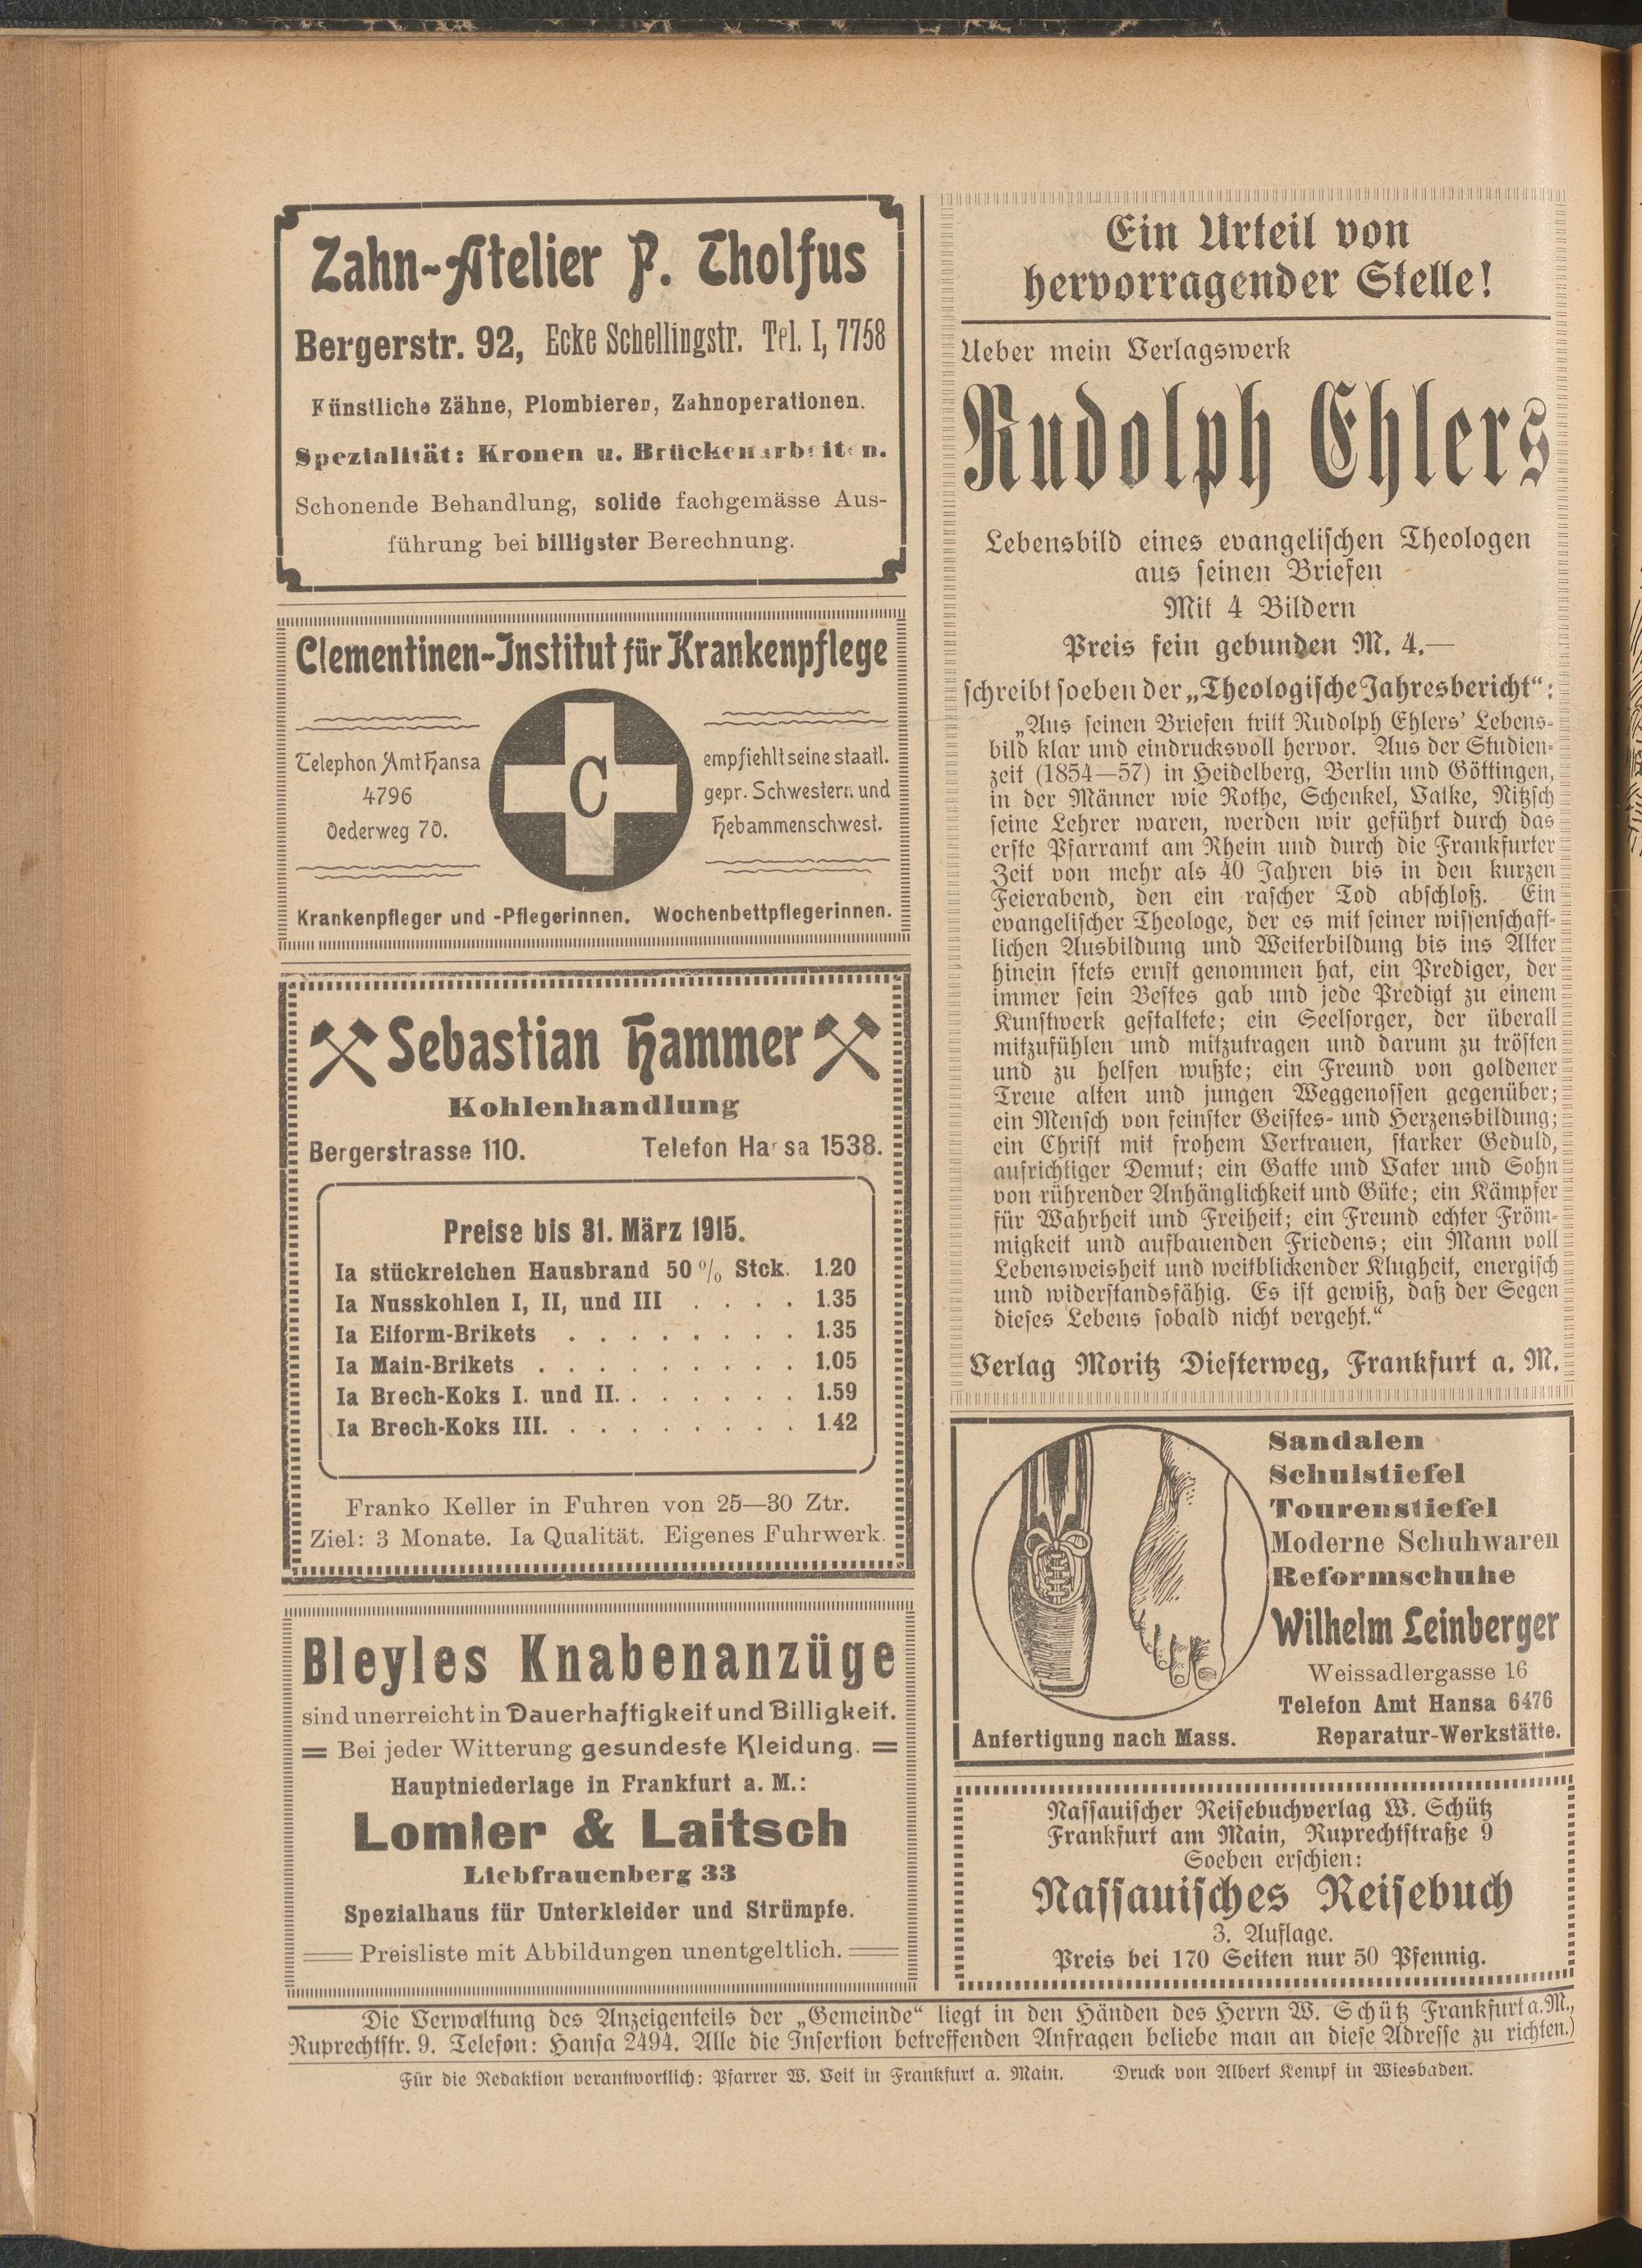 Zahn-Atelier P. Tholfus
Bergerstr. 92, Ecke Schellingstr. Tel. I, 7758
Künstliche Zähne, Plombieren, Zahnoperationen.
Spezialität: Kronen u. Brückenarbeiten.
Schonende Behandlung, solide fachgemässe Aus-
führung bei billigster Berechnung.
Clementinen-Institut für Krankenpflege
Telephon Amt Hansa
4796
Oederweg 70.
C
empfiehlt seine staatl.
gepr. Schwestern und
Hebammenschwest.
Krankenpfleger und -Pflegerinnen. Wochenbettpflegerinnen.
Sebastian Hammer
Kohlenhandlung
Bergerstrasse 110. Telefon Hansa 1538.
Preise bis 31. März 1915.
Ia stückreichen Hausbrand 50% Stck. 1.20
Ia Nusskohlen I, II, und III . . . . 1.35
Ia Eiform-Brikets . . . . . . . . 1.35
Ia Main-Brikets . . . . . . . . . 1.05
Ia Brech-Koks I. und II. . . . . . . 1.59
Ia Brech-Koks III. . . . . . . . . 1.42
Franko Keller in Fuhren von 25—30 Ztr.
Ziel: 3 Monate. Ia Qualität. Eigenes Fuhrwerk.
Bleyles Knabenanzüge
sind unerreicht in Dauerhaftigkeit und Billigkeit.
= Bei jeder Witterung gesundeste Kleidung. =
Hauptniederlage in Frankfurt a. M.:
Lomler & Laitsch
Liebfrauenberg 33
Spezialhaus für Unterkleider und Strümpfe.
Preisliste mit Abbildungen unentgeltlich.
Ein Urteil von
hervorragender Stelle!
Ueber mein Verlagswerk
Rudolph Ehlers
Lebensbild eines evangelischen Theologen
aus seinen Briefen
Mit 4 Bildern
Preis fein gebunden M. 4.—
schreibt soeben der „Theologische Jahresbericht“:
„Aus seinen Briefen tritt Rudolph Ehlers’ Lebens-
bild klar und eindrucksvoll hervor. Aus der Studien-
zeit (1854—57) in Heidelberg, Berlin und Göttingen,
in der Männer wie Rothe, Schenkel, Vatke, Nitzsch
seine Lehrer waren, werden wir geführt durch das
erste Pfarramt am Rhein und durch die Frankfurter
Zeit von mehr als 40 Jahren bis in den kurzen
Feierabend, den ein rascher Tod abschloß. Ein
evangelischer Theologe, der es mit seiner wissenschaft-
lichen Ausbildung und Weiterbildung bis ins Alter
hinein stets ernst genommen hat, ein Prediger, der
immer sein Bestes gab und jede Predigt zu einem
Kunstwerk gestaltete; ein Seelsorger, der überall
mitzufühlen und mitzutragen und darum zu trösten
und zu helfen wußte; ein Freund von goldener
Treue alten und jungen Weggenossen gegenüber;
ein Mensch von feinster Geistes- und Herzensbildung;
ein Christ mit frohem Vertrauen, starker Geduld,
aufrichtiger Demut; ein Gatte und Vater und Sohn
von rührender Anhänglichkeit und Güte; ein Kämpfer
für Wahrheit und Freiheit; ein Freund echter Fröm-
migkeit und aufbauenden Friedens; ein Mann voll
Lebensweisheit und weitblickender Klugheit, energisch
und widerstandsfähig. Es ist gewiß, daß der Segen
dieses Lebens sobald nicht vergeht.“
Verlag Moritz Diesterweg, Frankfurt a. M.
Sandalen
Schulstiefel
Tourenstiefel
Moderne Schuhwaren
Reformschuhe
Wilhelm Leinberger
Weissadlergasse 16
Telefon Amt Hansa 6476
Anfertigung nach Mass. Reparatur-Werkstätte.
Nassauischer Reisebuchverlag W. Schütz
Frankfurt am Main, Ruprechtstraße 9
Soeben erschien:
Nassauisches Reisebuch
3. Auflage.
Preis bei 170 Seiten nur 50 Pfennig.
Die Verwaltung des Anzeigenteils der „Gemeinde“ liegt in den Händen des Herrn W. Schütz Frankfurt a. M.,
Ruprechtstr. 9. Telefon: Hansa 2494. Alle die Insertion betreffenden Anfragen beliebe man an diese Adresse zu richten.)
Für die Redaktion verantwortlich: Pfarrer W. Veit in Frankfurt a. Main. Druck von Albert Kempf in Wiesbaden.